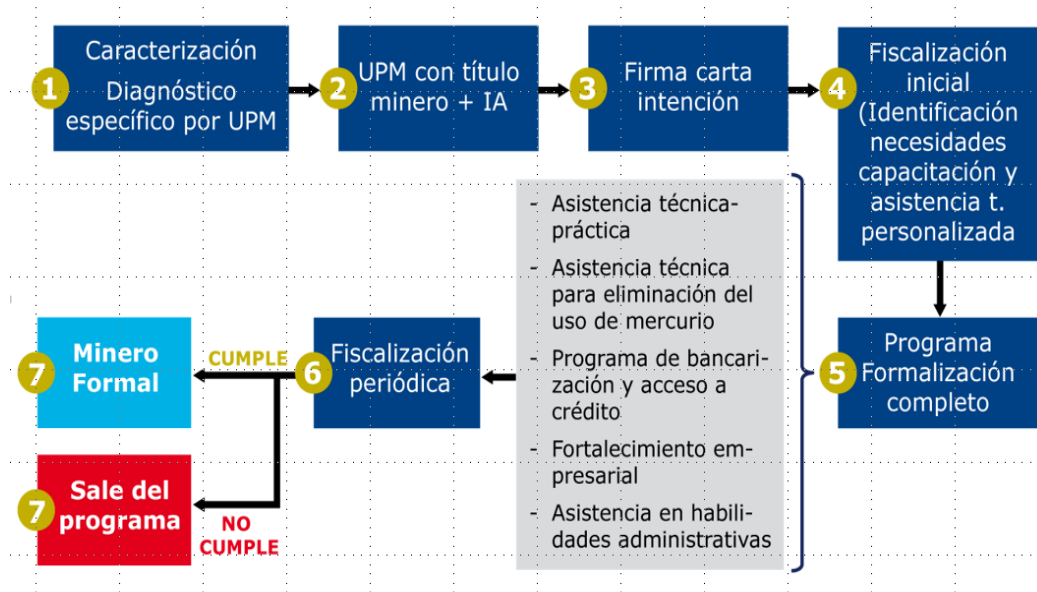 1
Caracterización
Diagnóstico
específico por UPM
2
UPM con título
minero + IA
3
Firma carta
intención
4
Fiscalización
inicial
(Identificación
necesidades
capacitación y
asistencia t.
personalizada
5
Programa
Formalización
completo
- Asistencia técnica-
práctica
- Asistencia técnica
para eliminación del
uso de mercurio
- Programa de bancari-
zación y acceso a
crédito
- Fortalecimiento em-
presarial
- Asistencia en habili-
dades administrativas
6
Fiscalización
periódica
CUMPLE
7
Minero
Formal
NO
CUMPLE
7
Sale del
programa